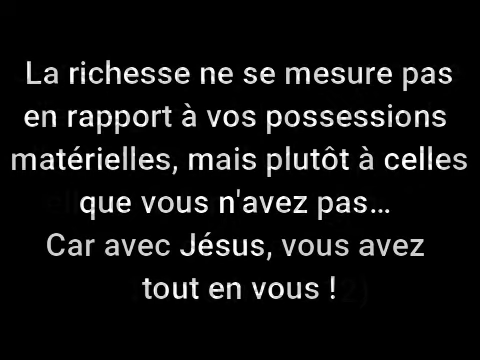 La richesse ne se mesure pas
en rapport à vos possessions
matérielles, mais plutôt à celles
que vous n'avez pas...
Car avec Jésus, vous avez
tout en vous !